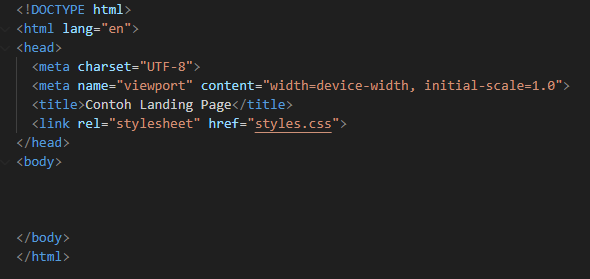 <!DOCTYPE html>
<html lang="en">
<head>
<meta charset="UTF-8">
<meta name="viewport" content="width=device-width, initial-scale=1.0">
<title>Contoh Landing Page</title>
<link rel="stylesheet" href="styles.css">
</head>
<body>
</body>
</html>